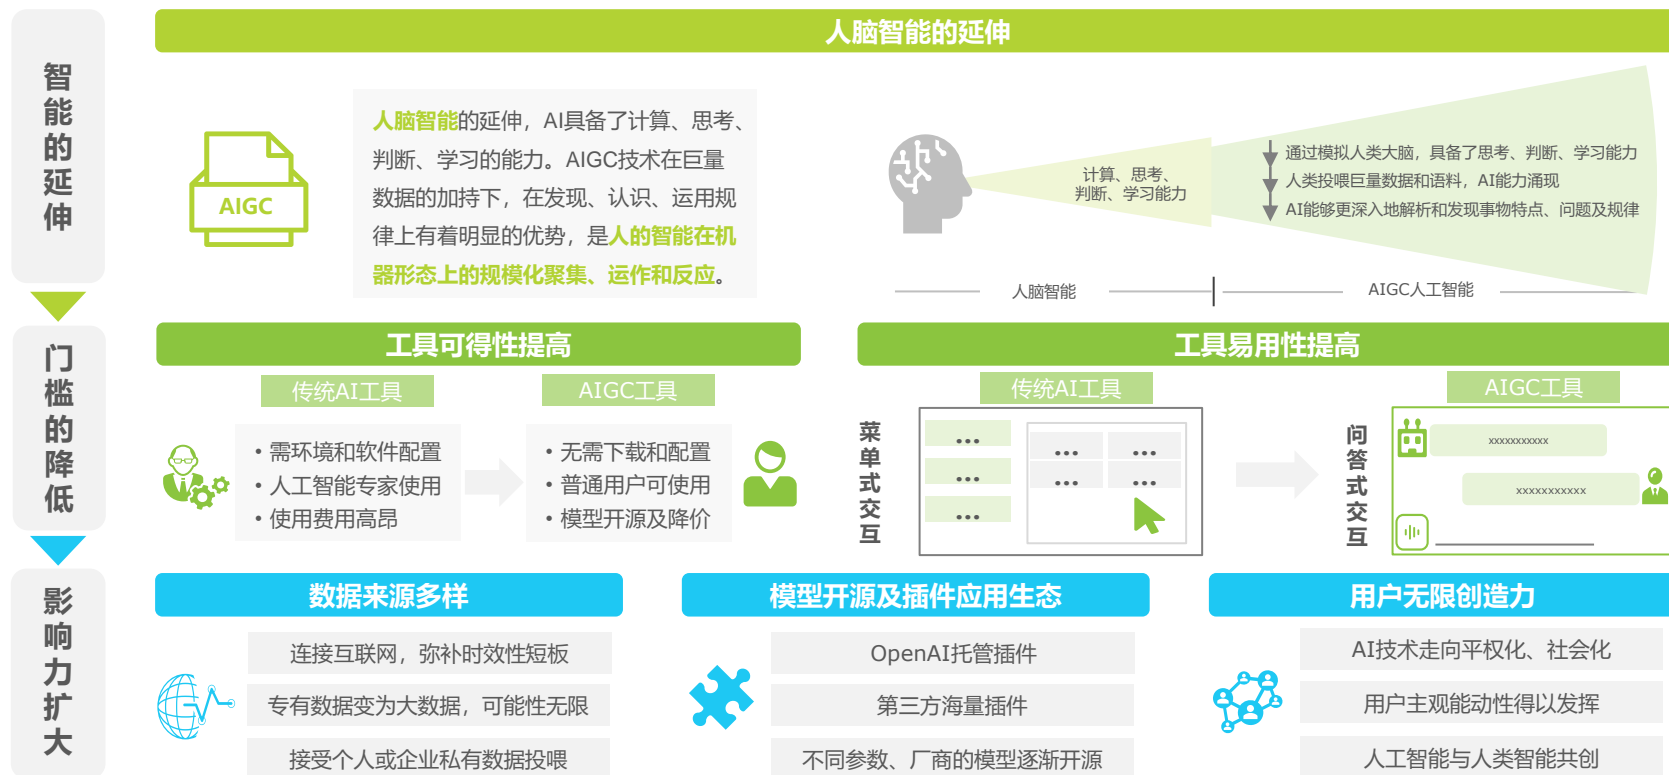 智能的延伸
人脑智能的延伸
AIGC
人脑智能的延伸，AI具备了计算、思考、
判断、学习的能力。AIGC技术在巨量
数据的加持下，在发现、认识、运用规
律上有着明显的优势，是人的智能在机
器形态上的规模化聚集、运作和反应。
计算、思考、
判断、学习能力
通过模拟人类大脑，具备了思考、判断、学习能力
人类投喂巨量数据和语料，AI能力涌现
AI能够更深入地解析和发现事物特点、问题及规律
人脑智能
AIGC人工智能
门槛的降低
工具可得性提高
传统AI工具
• 需环境和软件配置
• 人工智能专家使用
• 使用费用高昂
AIGC工具
• 无需下载和配置
• 普通用户可使用
• 模型开源及降价
工具易用性提高
传统AI工具
菜单式交互
...
...
...
...
...
...
...
AIGC工具
问答式交互
xxxxxxxxxxx
xxxxxxxxxxx
影响力扩大
数据来源多样
连接互联网，弥补时效性短板
专有数据变为大数据，可能性无限
接受个人或企业私有数据投喂
模型开源及插件应用生态
OpenAI托管插件
第三方海量插件
不同参数、厂商的模型逐渐开源
用户无限创造力
AI技术走向平权化、社会化
用户主观能动性得以发挥
人工智能与人类智能共创